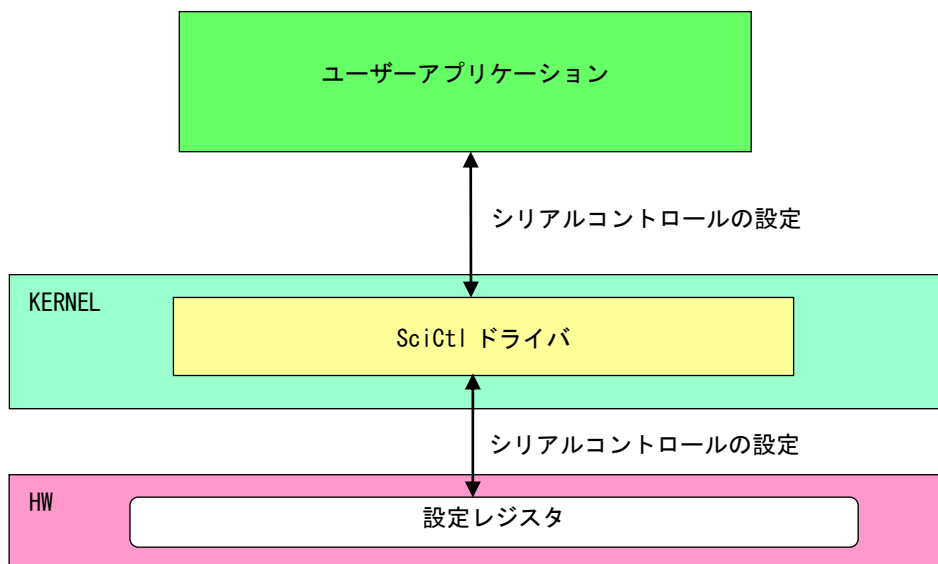 ユーザーアプリケーション
シリアルコントロールの設定
KERNEL
SciCtl ドライバ
シリアルコントロールの設定
HW
設定レジスタ